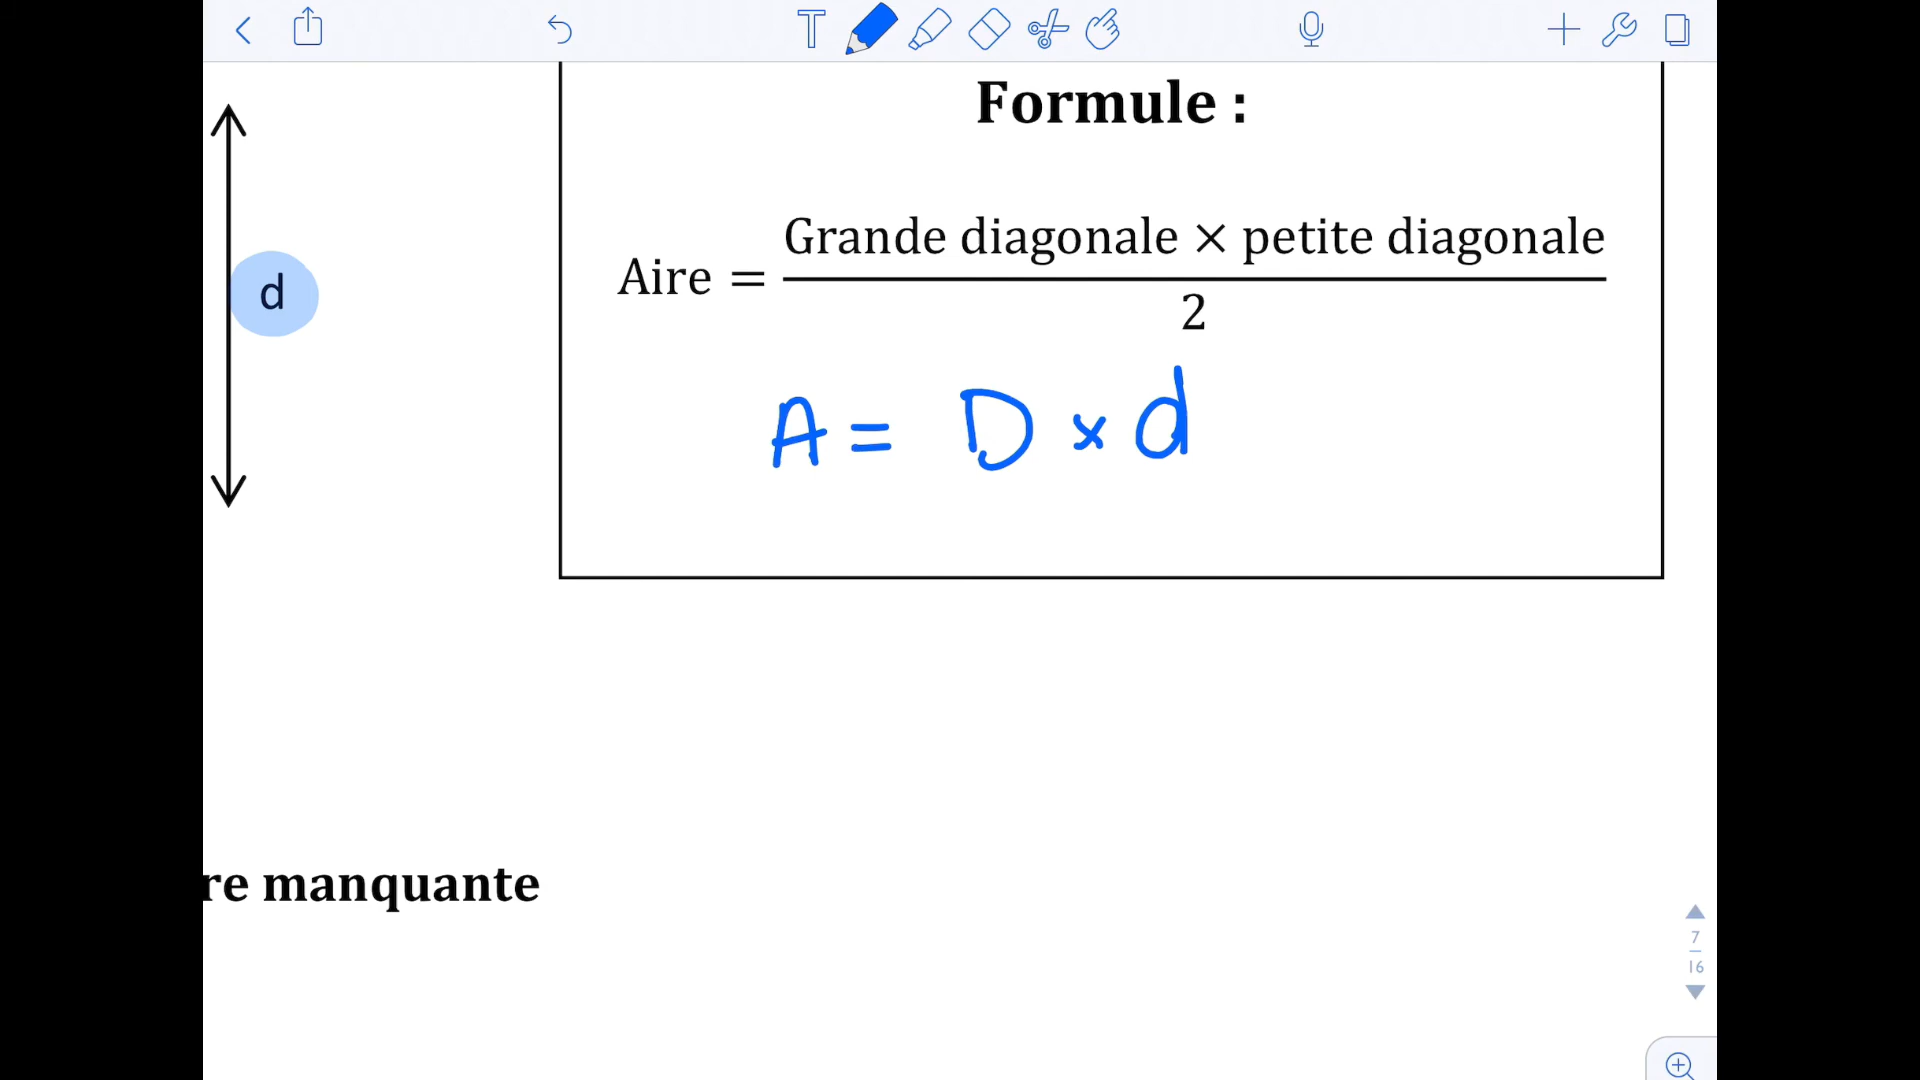 T
Formule :
Aire = Grande diagonale × petite diagonale
2
d
A = D × d
re manquante
7
16